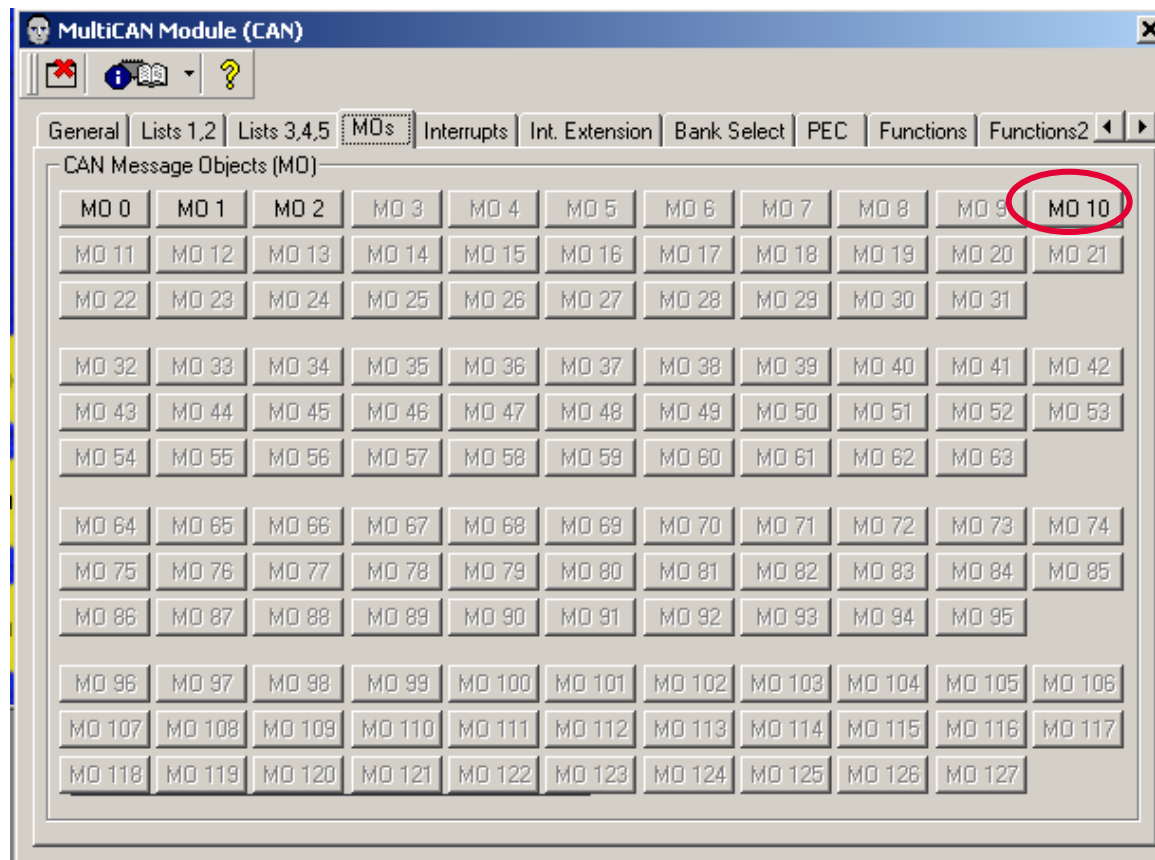 MultiCAN Module (CAN)
General Lists 1,2 Lists 3,4,5 MOs Interrupts Int. Extension Bank Select PEC Functions Functions2
CAN Message Objects (MO)
MO 0 MO 1 MO 2 MO 3 MO 4 MO 5 MO 6 MO 7 MO 8 MO 9 MO 10
MO 11 MO 12 MO 13 MO 14 MO 15 MO 16 MO 17 MO 18 MO 19 MO 20 MO 21
MO 22 MO 23 MO 24 MO 25 MO 26 MO 27 MO 28 MO 29 MO 30 MO 31
MO 32 MO 33 MO 34 MO 35 MO 36 MO 37 MO 38 MO 39 MO 40 MO 41 MO 42
MO 43 MO 44 MO 45 MO 46 MO 47 MO 48 MO 49 MO 50 MO 51 MO 52 MO 53
MO 54 MO 55 MO 56 MO 57 MO 58 MO 59 MO 60 MO 61 MO 62 MO 63
MO 64 MO 65 MO 66 MO 67 MO 68 MO 69 MO 70 MO 71 MO 72 MO 73 MO 74
MO 75 MO 76 MO 77 MO 78 MO 79 MO 80 MO 81 MO 82 MO 83 MO 84 MO 85
MO 86 MO 87 MO 88 MO 89 MO 90 MO 91 MO 92 MO 93 MO 94 MO 95
MO 96 MO 97 MO 98 MO 99 MO 100 MO 101 MO 102 MO 103 MO 104 MO 105 MO 106
MO 107 MO 108 MO 109 MO 110 MO 111 MO 112 MO 113 MO 114 MO 115 MO 116 MO 117
MO 118 MO 119 MO 120 MO 121 MO 122 MO 123 MO 124 MO 125 MO 126 MO 127